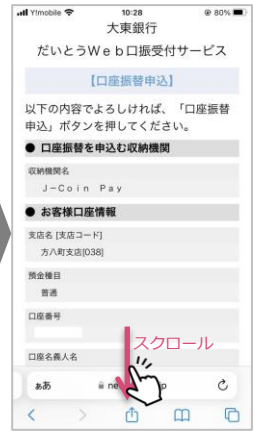 Y!mobile 10:28 80%
大東銀行
だいとうWeb口振受付サービス
【口座振替申込】
以下の内容でよろしければ、「口座振替
申込」ボタンを押してください。
● 口座振替を申込む収納機関
収納機関名
J-Coin Pay
● お客様口座情報
支店名 [支店コード]
方八町支店[038]
預金種目
普通
口座番号
スクロール
口座名義人名
ぁあ ne p